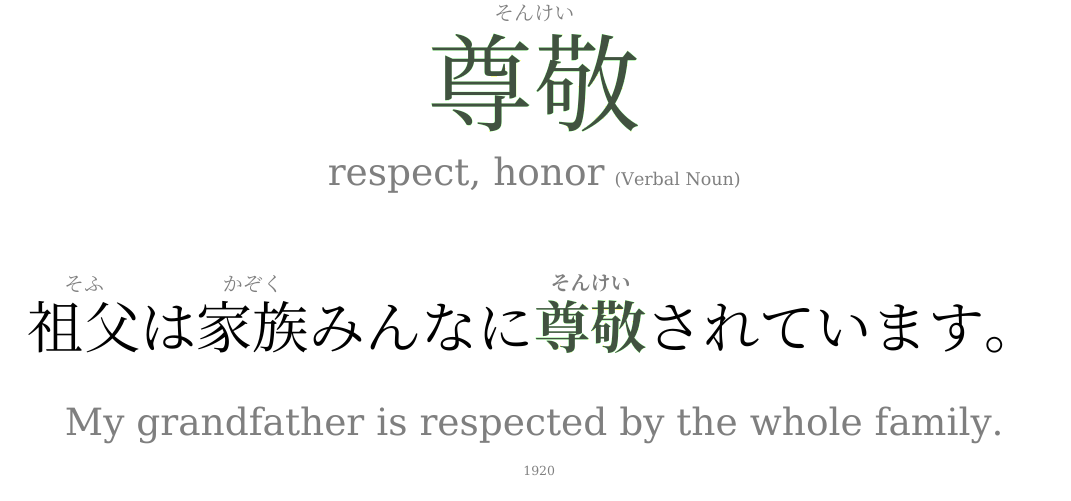 そんけい
尊敬
respect, honor (Verbal Noun)
そふ かぞく そんけい
祖父は家族みんなに尊敬されています。
My grandfather is respected by the whole family.
1920